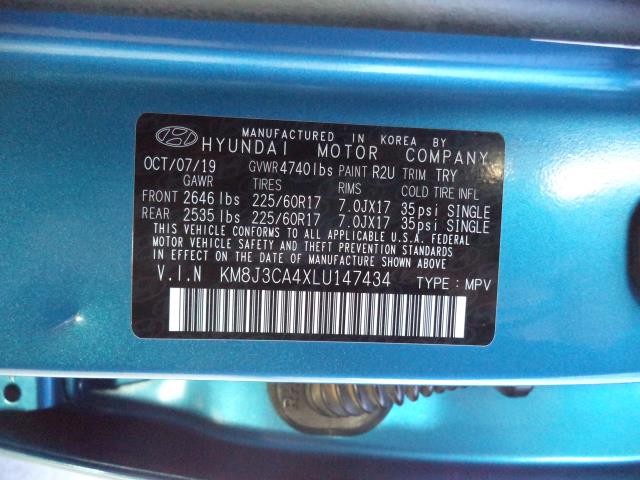 MANUFACTURED IN KOREA BY
HYUNDAI MOTOR COMPANY
OCT/07/19 GVWR 4740lbs PAINT R2U TRIM TRY
GAWR TIRES RIMS COLD TIRE INFL
FRONT 2646 lbs 225/60R17 7.0JX17 35psi SINGLE
REAR 2535 lbs 225/60R17 7.0JX17 35psi SINGLE
THIS VEHICLE CONFORMS TO ALL APPLICABLE U.S.A. FEDERAL
MOTOR VEHICLE SAFETY AND THEFT PREVENTION STANDARDS
IN EFFECT ON THE DATE OF MANUFACTURE SHOWN ABOVE.
V.I.N KM8J3CA4XLU147434 TYPE : MPV